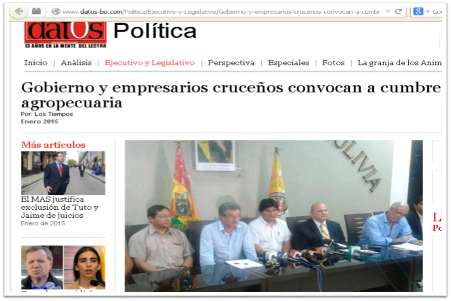 www.datos-bo.com/Politica/Ejecutivo-y-Legislativo/Gobierno-y-empresarios-crucenos-convocan-a-cumbr
datos
13 AÑOS EN LA MENTE DEL LECTOR
Política
Inicio | Análisis | Ejecutivo y Legislativo | Perspectiva | Especiales | Fotos | La granja de los Anim
Gobierno y empresarios cruceños convocan a cumbre
agropecuaria
Por: Los Tiempos
Enero 2015
Más artículos
El MAS justifica
exclusión de Tuto y
Jaime de juicios
Enero de 2015
OLIVIA
L
Po